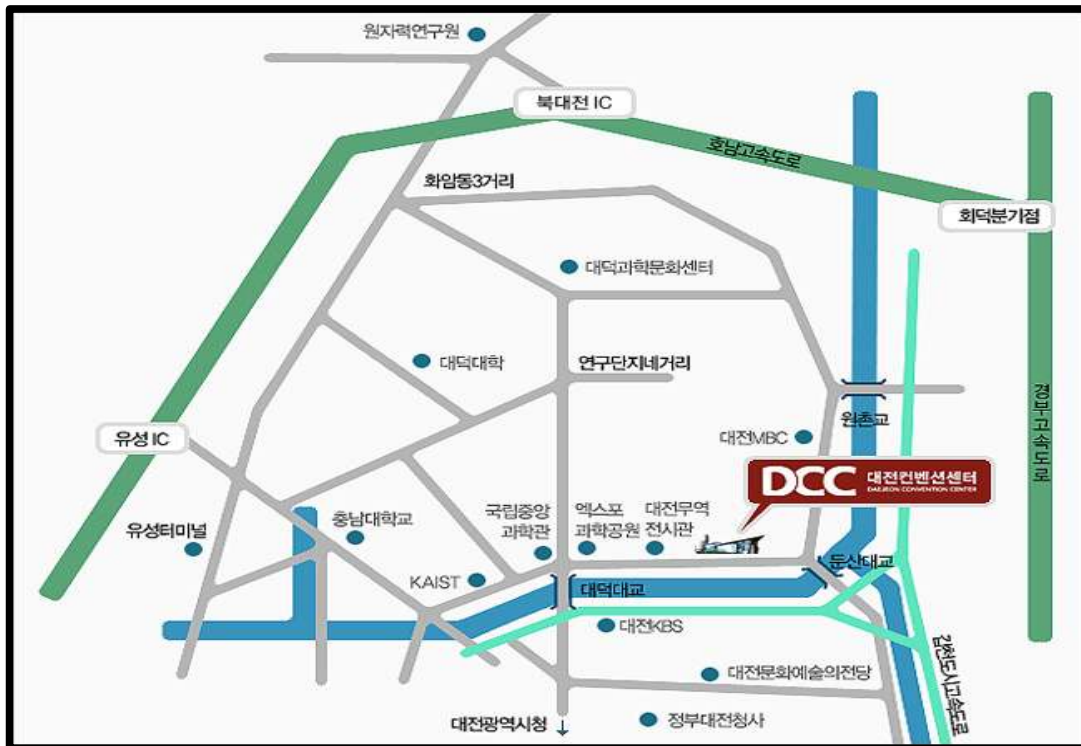 원자력연구원
북대전 IC
호남고속도로
화암동3거리
회덕분기점
대덕과학문화센터
대덕대학
연구단지네거리
경부고속도로
원촌교
유성 IC
대전MBC
DCC 대전컨벤션센터
DAEJEON CONVENTION CENTER
유성터미널
충남대학교
국립중앙
과학관
엑스포
과학공원
대전무역
전시관
둔산대교
KAIST
대덕대교
대전KBS
대전문화예술의전당
갑천도시고속도로
대전광역시청 ↓
정부대전청사